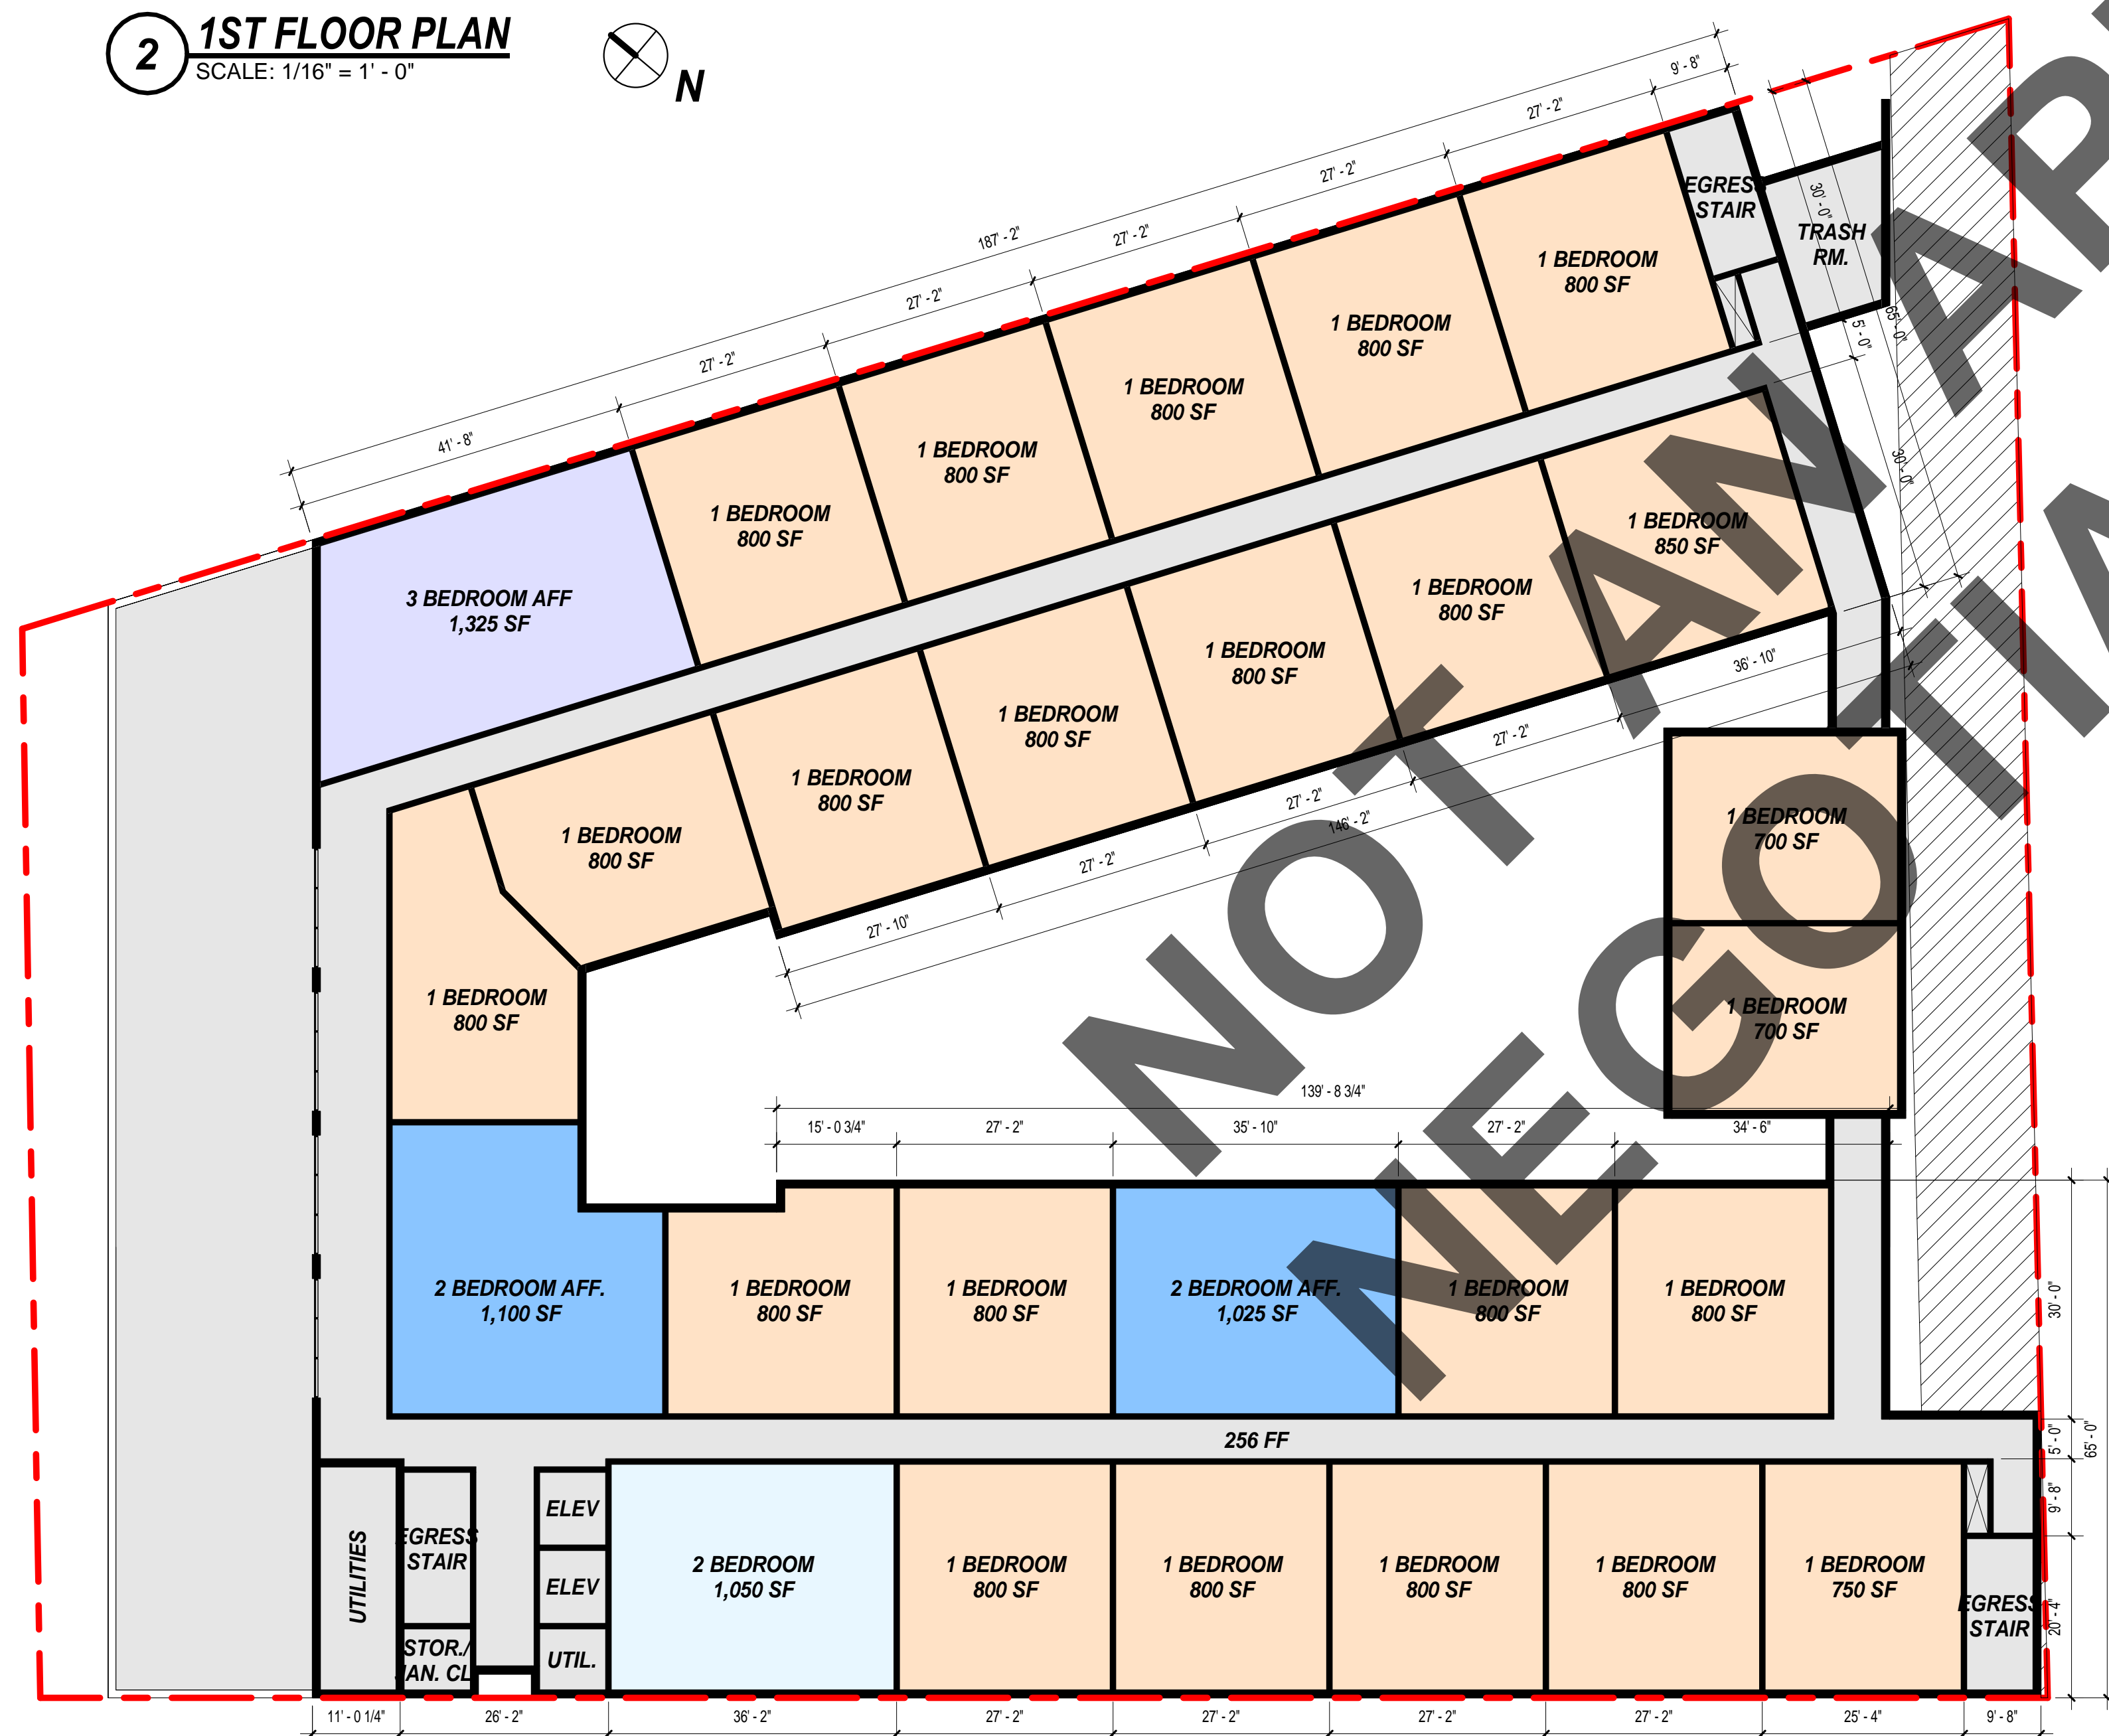 2
1ST FLOOR PLAN
SCALE: 1/16" = 1' - 0"
N
9' - 8"
27' - 2"
27' - 2"
27' - 2"
27' - 2"
27' - 2"
41' - 8"
187' - 2"
EGRESS
STAIR
TRASH
RM.
30' - 0"
5' - 0"
65' - 0"
30' - 0"
1 BEDROOM
800 SF
1 BEDROOM
800 SF
1 BEDROOM
800 SF
1 BEDROOM
800 SF
1 BEDROOM
800 SF
3 BEDROOM AFF
1,325 SF
1 BEDROOM
850 SF
1 BEDROOM
800 SF
1 BEDROOM
800 SF
1 BEDROOM
800 SF
1 BEDROOM
800 SF
1 BEDROOM
800 SF
1 BEDROOM
800 SF
36' - 10"
27' - 2"
27' - 2"
27' - 2"
27' - 10"
146' - 2"
1 BEDROOM
700 SF
1 BEDROOM
700 SF
139' - 8 3/4"
15' - 0 3/4"
27' - 2"
35' - 10"
27' - 2"
34' - 6"
2 BEDROOM AFF.
1,100 SF
1 BEDROOM
800 SF
1 BEDROOM
800 SF
2 BEDROOM AFF.
1,025 SF
1 BEDROOM
800 SF
1 BEDROOM
800 SF
30' - 0"
5' - 0"
65' - 0"
9' - 8"
20' - 4"
256 FF
UTILITIES
EGRESS
STAIR
STOR./
JAN. CL
ELEV
ELEV
UTIL.
2 BEDROOM
1,050 SF
1 BEDROOM
800 SF
1 BEDROOM
800 SF
1 BEDROOM
800 SF
1 BEDROOM
800 SF
1 BEDROOM
750 SF
EGRESS
STAIR
11' - 0 1/4"
26' - 2"
36' - 2"
27' - 2"
27' - 2"
27' - 2"
27' - 2"
25' - 4"
9' - 8"
NOT AN AP
NEGOTIA